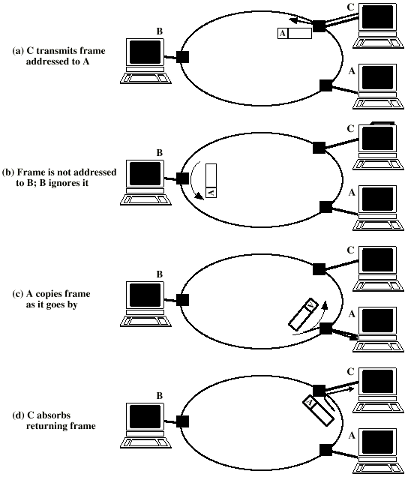 B
C
A
(a) C transmits frame
addressed to A
A
B
C
(b) Frame is not addressed
to B; B ignores it
A
A
B
C
(c) A copies frame
as it goes by
A
A
B
C
A
(d) C absorbs
returning frame
A